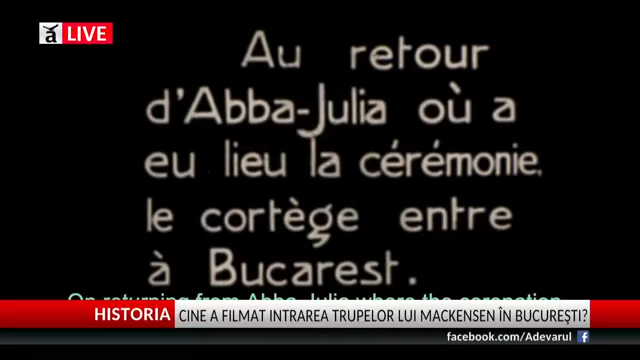 á LIVE
Au retour
d'Abba-Julia où a
eu lieu la cérémonie,
le cortège entre
à Bucarest.
On returning from Abba-Julia where the coronation
HISTORIA CINE A FILMAT INTRAREA TRUPELOR LUI MACKENSEN ÎN BUCUREŞTI?
facebook.com/Adevarul f